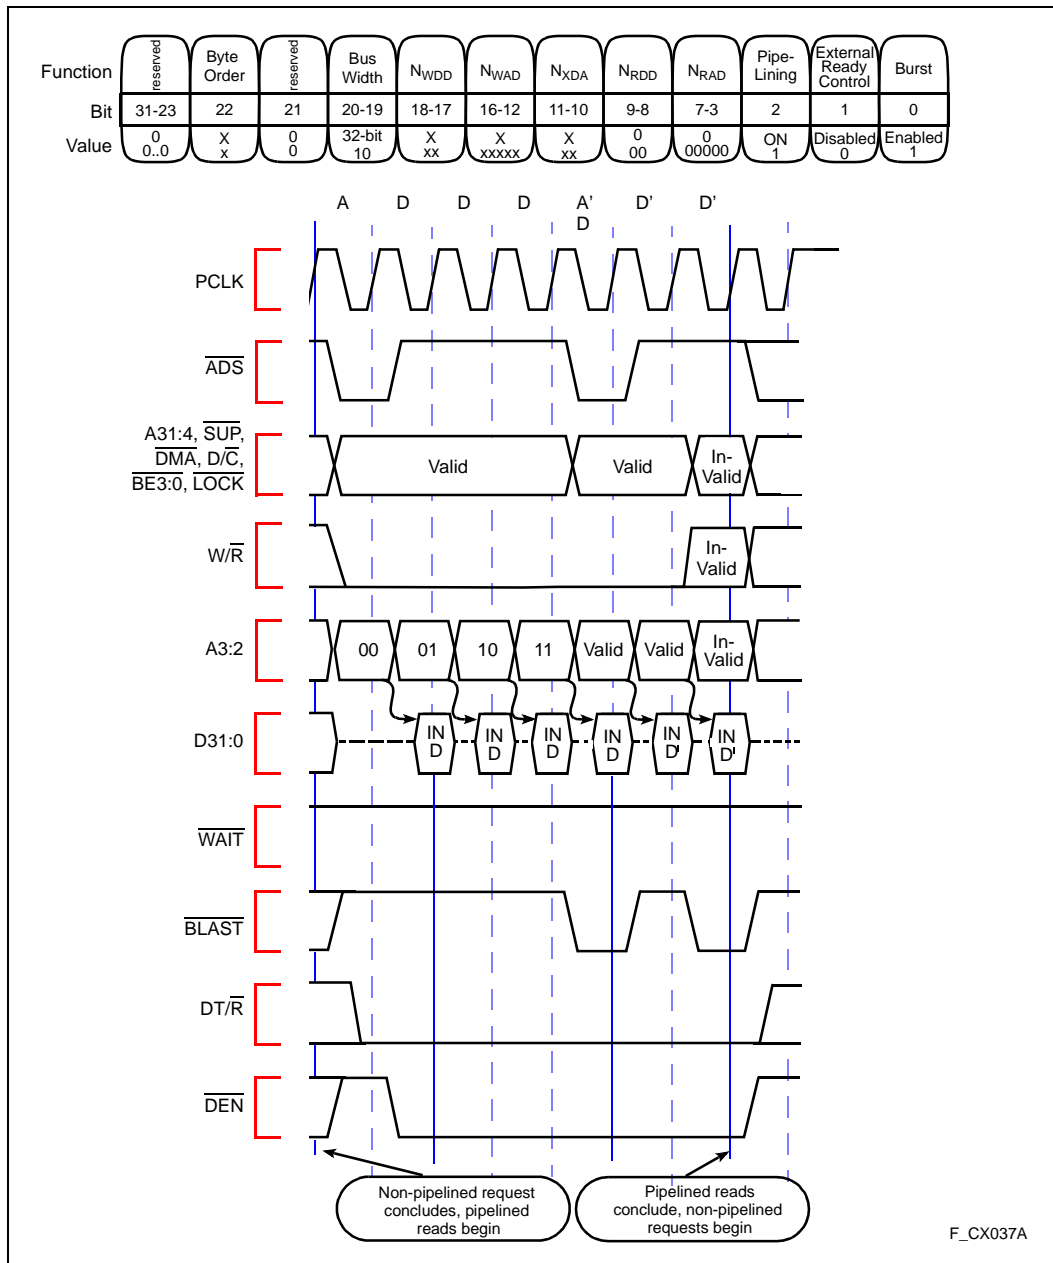 Function reserved Byte Order reserved Bus Width NWDD NWAD NXDA NRDD NRAD Pipe-Lining External Ready Control Burst
Bit 31-23 22 21 20-19 18-17 16-12 11-10 9-8 7-3 2 1 0
Value 0 X 0 32-bit X X X 0 0 ON Disabled Enabled
0..0 x 0 10 xx xxxxx xx 00 00000 1 0 1
A D D D A' D' D'
D
PCLK
ADS
A31:4, SUP,
DMA, D/C,
BE3:0, LOCK
Valid Valid In-Valid
W/R
In-Valid
A3:2
00 01 10 11 Valid Valid In-Valid
D31:0
IN IN IN IN IN IN
D D D D D' D'
WAIT
BLAST
DT/R
DEN
Non-pipelined request
concludes, pipelined
reads begin
Pipelined reads
conclude, non-pipelined
requests begin
F_CX037A